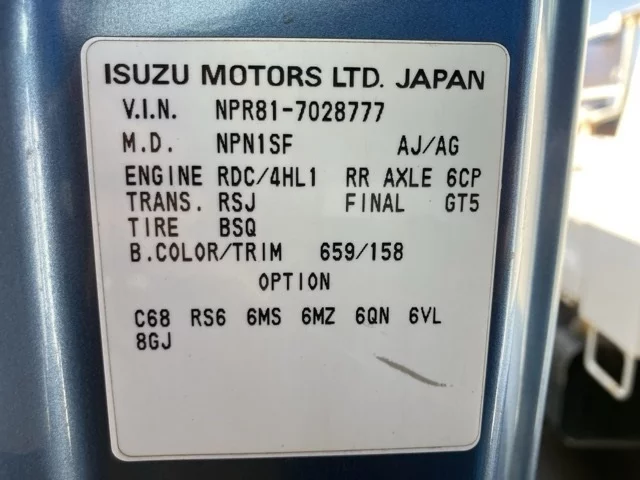 ISUZU MOTORS LTD. JAPAN
V.I.N. NPR81-7028777
M.D. NPN1SF AJ/AG
ENGINE RDC/4HL1 RR AXLE 6CP
TRANS. RSJ FINAL GT5
TIRE BSQ
B.COLOR/TRIM 659/158
OPTION
C68 RS6 6MS 6MZ 6QN 6VL
8GJ